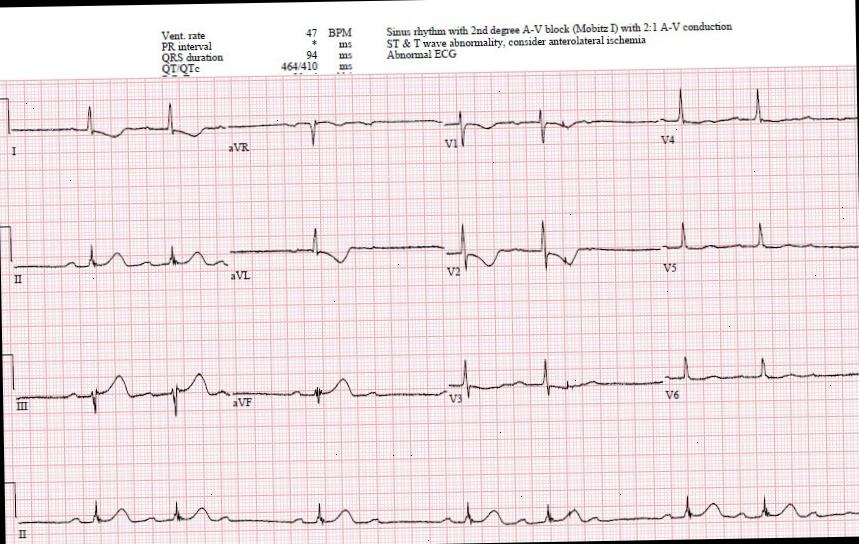 Vent. rate 47 BPM
PR interval * ms
QRS duration 94 ms
QT/QTc 464/410 ms
Sinus rhythm with 2nd degree A-V block (Mobitz I) with 2:1 A-V conduction
ST & T wave abnormality, consider anterolateral ischemia
Abnormal ECG
I aVR V1 V4
II aVL V2 V5
III aVF V3 V6
II